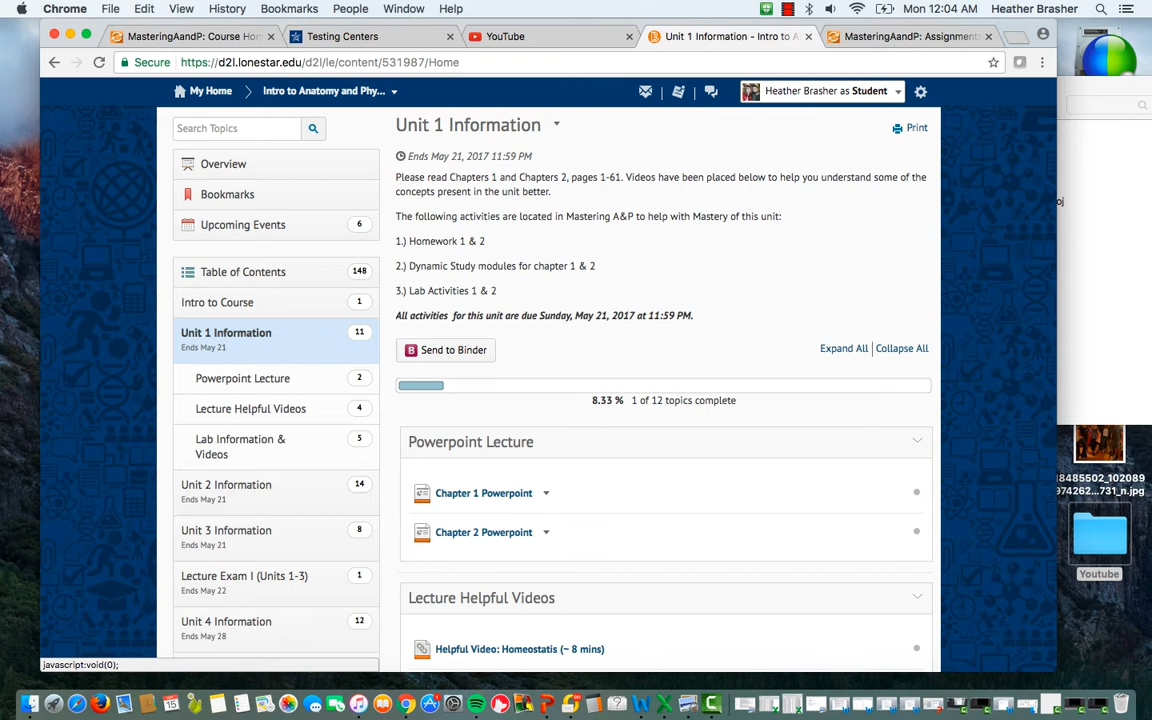 Chrome File Edit View History Bookmarks People Window Help Mon 12:04 AM Heather Brasher
MasteringAandP: Course Hom Testing Centers YouTube Unit 1 Information - Intro to A MasteringAandP: Assignments
Secure https://d2l.lonestar.edu/d2l/le/content/531987/Home
My Home Intro to Anatomy and Phy... Heather Brasher as Student
Search Topics
Overview
Bookmarks
Upcoming Events 6
Table of Contents 148
Intro to Course 1
Unit 1 Information 11
Ends May 21
Powerpoint Lecture 2
Lecture Helpful Videos 4
Lab Information & 5
Videos
Unit 2 Information 14
Ends May 21
Unit 3 Information 8
Ends May 21
Lecture Exam I (Units 1-3) 1
Ends May 22
Unit 4 Information 12
Ends May 28
Unit 1 Information
Print
Ends May 21, 2017 11:59 PM
Please read Chapters 1 and Chapters 2, pages 1-61. Videos have been placed below to help you understand some of the
concepts present in the unit better.
The following activities are located in Mastering A&P to help with Mastery of this unit:
1.) Homework 1 & 2
2.) Dynamic Study modules for chapter 1 & 2
3.) Lab Activities 1 & 2
All activities for this unit are due Sunday, May 21, 2017 at 11:59 PM.
Send to Binder
Expand All Collapse All
8.33 % 1 of 12 topics complete
Powerpoint Lecture
Chapter 1 Powerpoint
Chapter 2 Powerpoint
Lecture Helpful Videos
Helpful Video: Homeostatis (~ 8 mins)
javascript:void(0);
oj
18485502_102089
974262..._731_n.jpg
Youtube